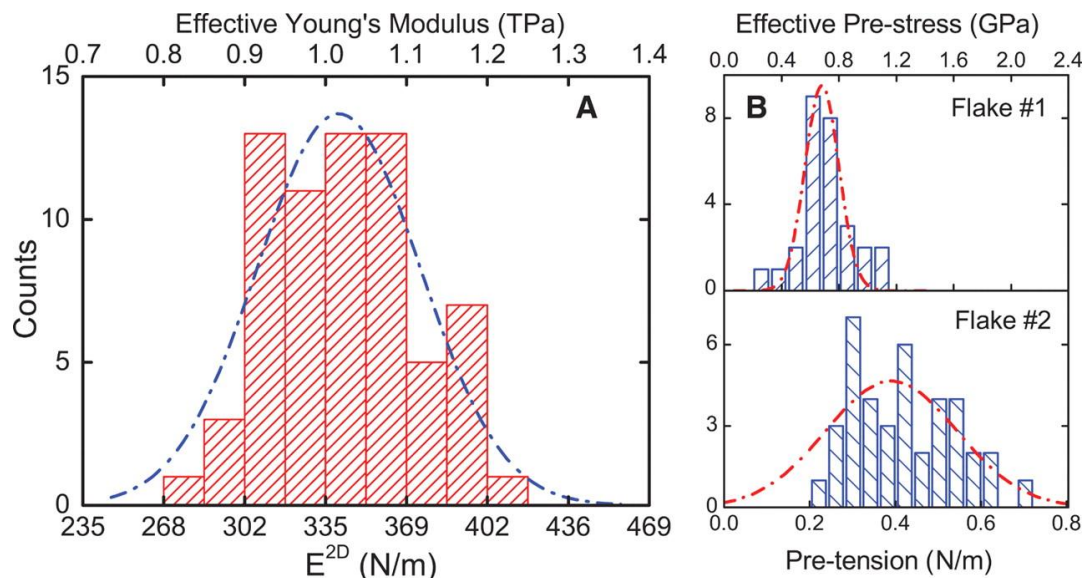 Effective Young's Modulus (TPa)
0.7 0.8 0.9 1.0 1.1 1.2 1.3 1.4
15
10
5
0
Counts
A
235 268 302 335 369 402 436 469
E^2D (N/m)
Effective Pre-stress (GPa)
0.0 0.4 0.8 1.2 1.6 2.0 2.4
B
Flake #1
8
4
0
Flake #2
6
3
0
0.0 0.2 0.4 0.6 0.8
Pre-tension (N/m)